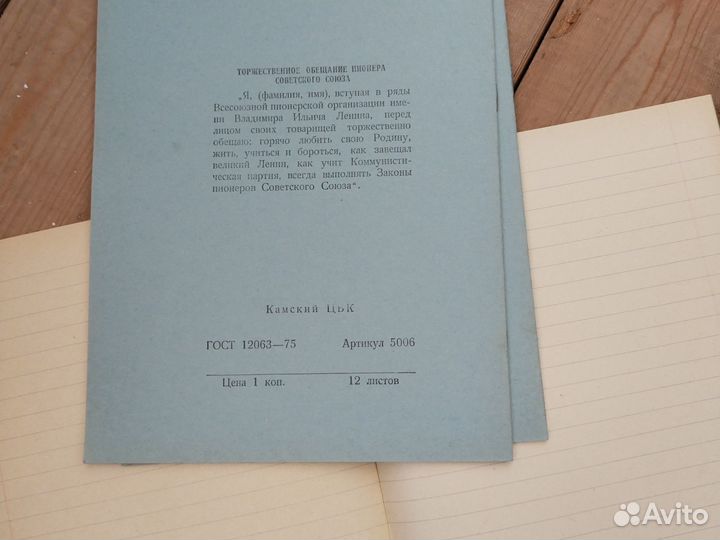 ТОРЖЕСТВЕННОЕ ОБЕЩАНИЕ ПИОНЕРА
СОВЕТСКОГО СОЮЗА
„Я, (фамилия, имя), вступая в ряды
Всесоюзной пионерской организации име-
ни Владимира Ильича Ленина, перед
лицом своих товарищей торжественно
обещаю: горячо любить свою Родину,
жить, учиться и бороться, как завещал
великий Ленин, как учит Коммунисти-
ческая партия, всегда выполнять Законы
пионеров Советского Союза“.
Камский ЦБК
ГОСТ 12063—75 Артикул 5006
Цена 1 коп. 12 листов
Avito